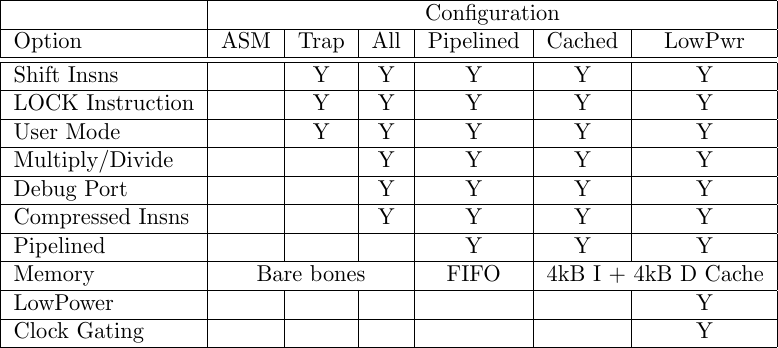 Configuration
Option ASM Trap All Pipelined Cached LowPwr
Shift Insns Y Y Y Y Y
LOCK Instruction Y Y Y Y Y
User Mode Y Y Y Y Y
Multiply/Divide Y Y Y Y
Debug Port Y Y Y Y
Compressed Insns Y Y Y Y
Pipelined Y Y Y
Memory Bare bones FIFO 4kB I + 4kB D Cache
LowPower Y
Clock Gating Y